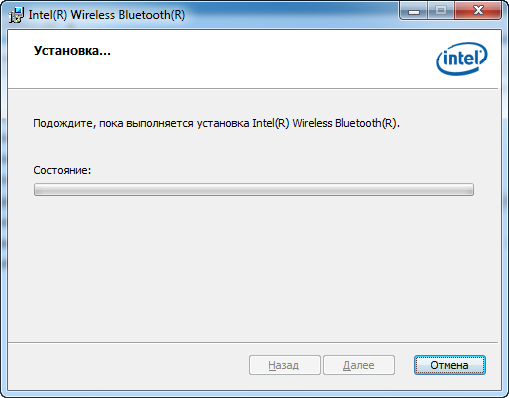 Intel(R) Wireless Bluetooth(R)
Установка...
intel
Подождите, пока выполняется установка Intel(R) Wireless Bluetooth(R).
Состояние:
Назад Далее Отмена